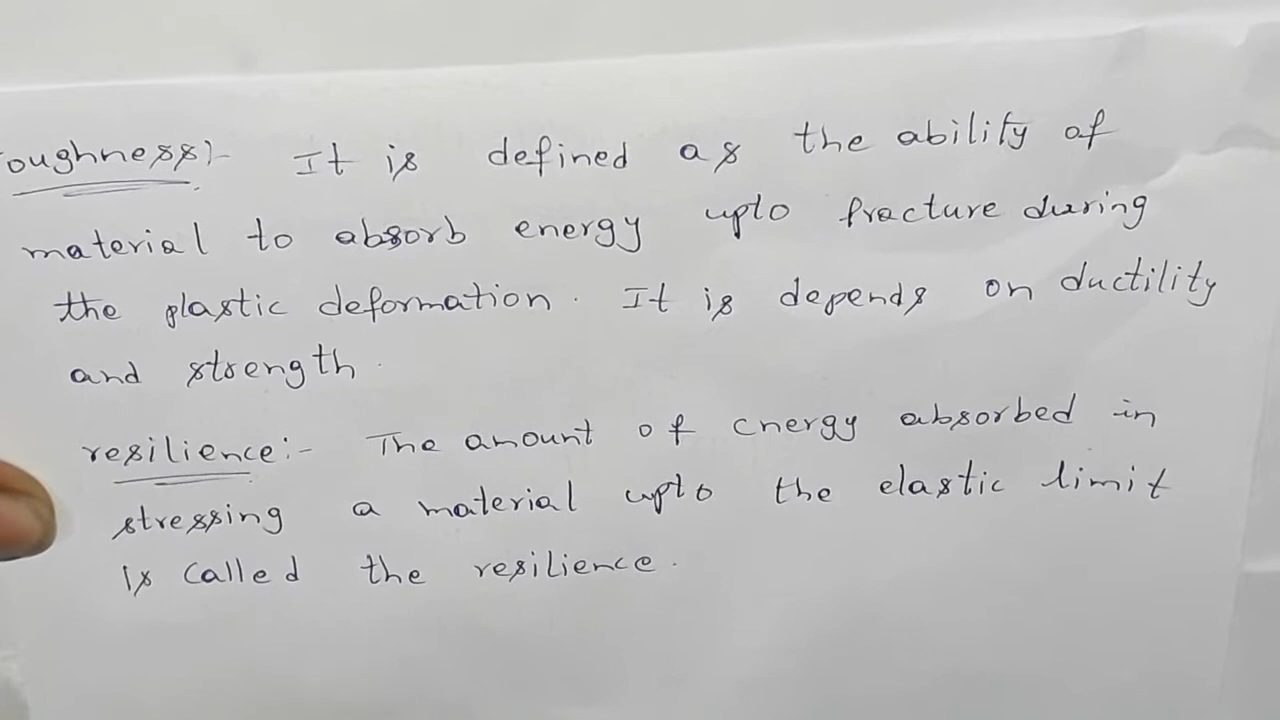 oughness:- It is defined as the ability of
material to absorb energy upto fracture during
the plastic deformation. It is depends on ductility
and strength.
resilience:- The amount of energy absorbed in
stressing a material upto the elastic limit
is called the resilience.